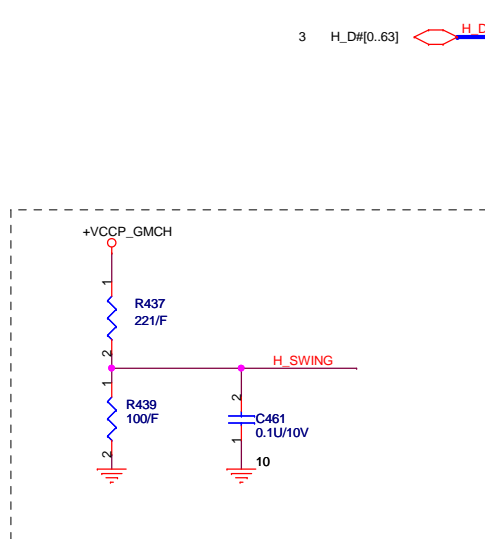 3 H_D#[0..63] H_D
+VCCP_GMCH
1
R437
221/F
2
H_SWING
1
R439
100/F
2
2
C461
0.1U/10V
1
10